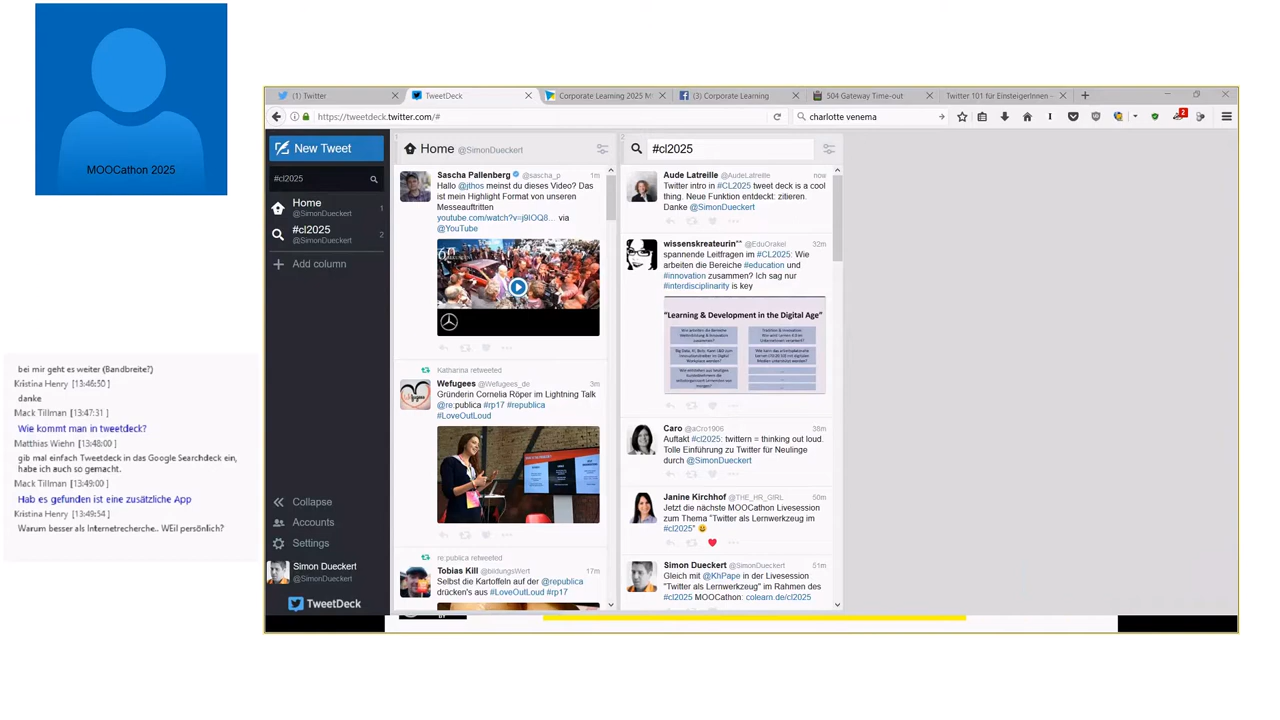 MOOCathon 2025
bei mir geht es weiter (Bandbreite?)
Kristina Henry [13:46:50]
danke
Mack Tillman [13:47:31]
Wie kommt man in tweetdeck?
Matthias Wiehn [13:48:00]
gib mal einfach Tweetdeck in das Google Searchdeck ein,
habe ich auch so gemacht.
Mack Tillman [13:49:00]
Hab es gefunden ist eine zusätzliche App
Kristina Henry [13:49:54]
Warum besser als Internetrecherche.. WEil persönlich?
(1) Twitter
TweetDeck
Corporate Learning 2025 M
(3) Corporate Learning
504 Gateway Time-out
Twitter 101 für EinsteigerInnen –
https://tweetdeck.twitter.com/#
charlotte venema
2
New Tweet
#cl2025
Home
@SimonDueckert
1
#cl2025
@SimonDueckert
2
Add column
Collapse
Accounts
Settings
Simon Dueckert
@SimonDueckert
TweetDeck
1
Home @SimonDueckert
Sascha Pallenberg @sascha_p 1m
Hallo @jthos meinst du dieses Video? Das
ist mein Highlight Format von unseren
Messeauftritten
youtube.com/watch?v=j9IOQ8... via
@YouTube
Katharina retweeted
Wefugees @Wefugees_de 3m
Gründerin Cornelia Röper im Lightning Talk
@re:publica #rp17 #republica
#LoveOutLoud
re:publica retweeted
Tobias Kill @bildungsWert 17m
Selbst die Kartoffeln auf der @republica
drücken's aus #LoveOutLoud #rp17
2
#cl2025
Aude Latreille @AudeLatreille now
Twitter intro in #CL2025 tweet deck is a cool
thing. Neue Funktion entdeckt: zitieren.
Danke @SimonDueckert
wissenskreateurin** @EduOrakel 32m
spannende Leitfragen im #CL2025: Wie
arbeiten die Bereiche #education und
#innovation zusammen? Ich sag nur
#interdisciplinarity is key
"Learning & Development in the Digital Age"
Caro @aCro1906 38m
Auftakt #cl2025: twittern = thinking out loud.
Tolle Einführung zu Twitter für Neulinge
durch @SimonDueckert
Janine Kirchhof @THE_HR_GIRL 50m
Jetzt die nächste MOOCathon Livesession
zum Thema "Twitter als Lernwerkzeug im
#cl2025" 😃
Simon Dueckert @SimonDueckert 51m
Gleich mit @KhPape in der Livesession
"Twitter als Lernwerkzeug" im Rahmen des
#cl2025 MOOCathon: colearn.de/cl2025